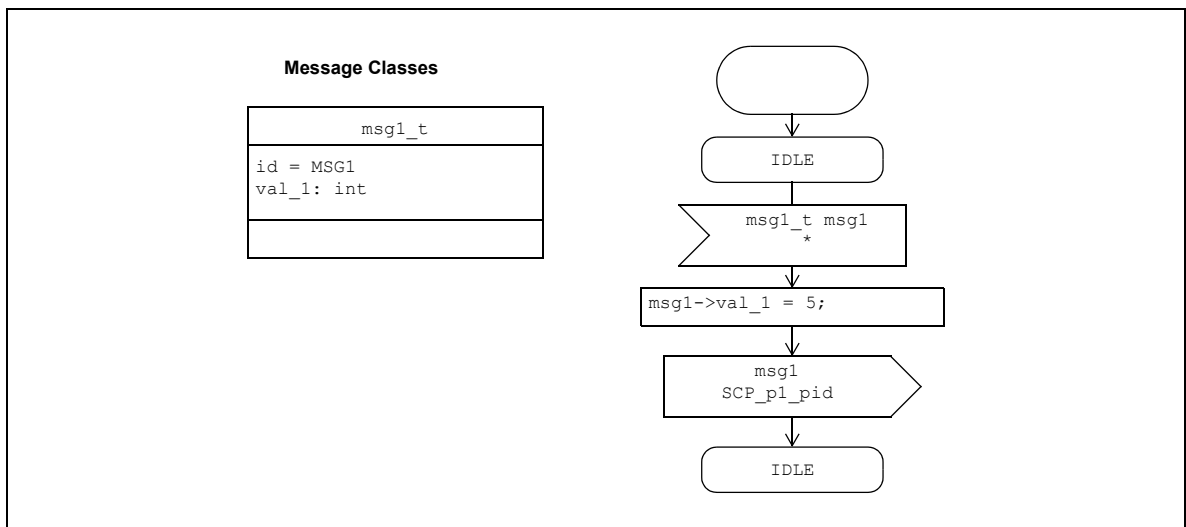 Message Classes
msg1_t
id = MSG1
val_1: int
IDLE
msg1_t msg1
*
msg1->val_1 = 5;
msg1
SCP_p1_pid
IDLE